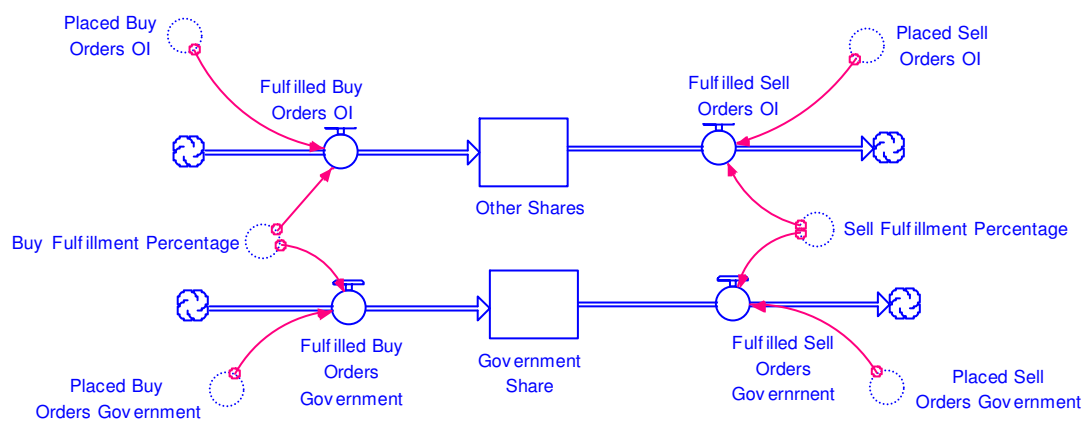 Placed Buy
Orders OI
Placed Sell
Orders OI
Fulfilled Buy
Orders OI
Fulfilled Sell
Orders OI
Other Shares
Buy Fulfillment Percentage
Sell Fulfillment Percentage
Fulfilled Buy
Orders
Government
Government
Share
Fulfilled Sell
Orders
Governrnent
Placed Buy
Orders Government
Placed Sell
Orders Government